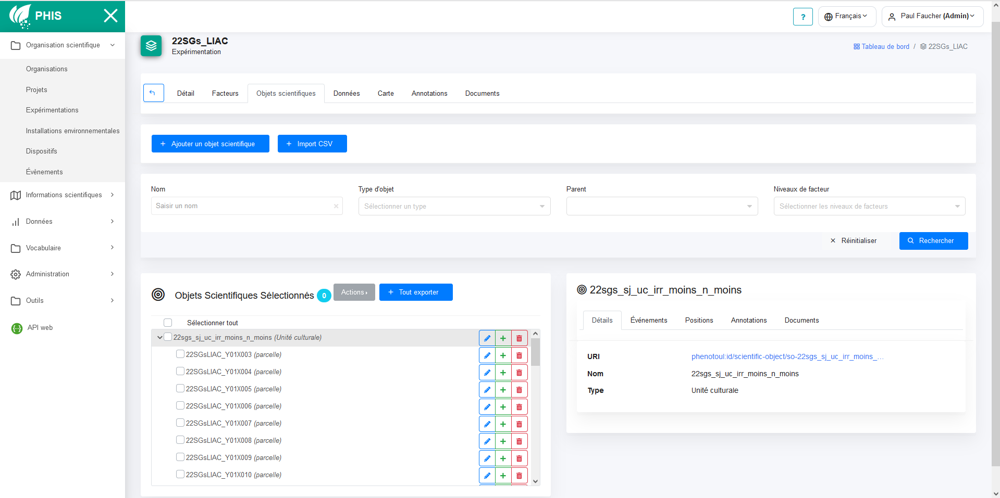 PHIS
?
Français
Paul Faucher (Admin)
Organisation scientifique
Organisations
Projets
Expérimentations
Installations environnementales
Dispositifs
Évènements
Informations scientifiques
Données
Vocabulaire
Administration
Outils
API web
22SGs_LIAC
Expérimentation
Tableau de bord / 22SGs_LIAC
Détail Facteurs Objets scientifiques Données Carte Annotations Documents
+ Ajouter un objet scientifique + Import CSV
Nom Type d'objet Parent Niveaux de facteur
Saisir un nom Sélectionner un type Sélectionner les niveaux de facteurs
Réinitialiser Rechercher
Objets Scientifiques Sélectionnés 0 Actions + Tout exporter
Sélectionner tout
22sgs_sj_uc_irr_moins_n_moins (Unité culturale)
22SGsLIAC_Y01X003 (parcelle)
22SGsLIAC_Y01X004 (parcelle)
22SGsLIAC_Y01X005 (parcelle)
22SGsLIAC_Y01X006 (parcelle)
22SGsLIAC_Y01X007 (parcelle)
22SGsLIAC_Y01X008 (parcelle)
22SGsLIAC_Y01X009 (parcelle)
22SGsLIAC_Y01X010 (parcelle)
22sgs_sj_uc_irr_moins_n_moins
Détails Événements Positions Annotations Documents
URI phenotoul:id/scientific-object/so-22sgs_sj_uc_irr_moins_...
Nom 22sgs_sj_uc_irr_moins_n_moins
Type Unité culturale